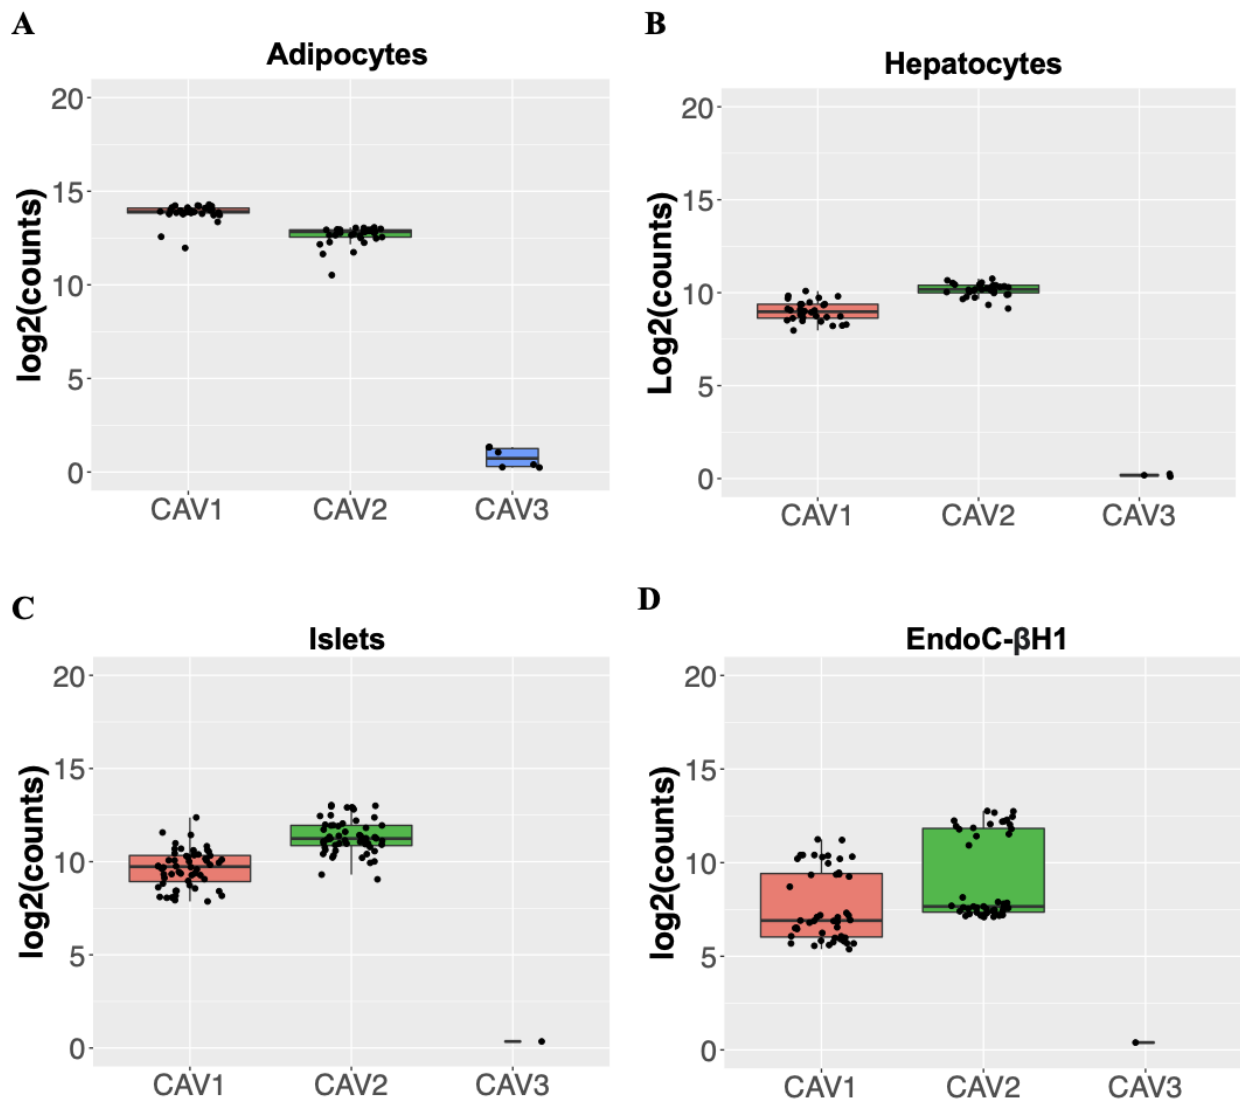 A
Adipocytes
20
15
10
5
0
log2(counts)
CAV1 CAV2 CAV3
B
Hepatocytes
20
15
10
5
0
Log2(counts)
CAV1 CAV2 CAV3
C
Islets
20
15
10
5
0
log2(counts)
CAV1 CAV2 CAV3
D
EndoC-βH1
20
15
10
5
0
log2(counts)
CAV1 CAV2 CAV3